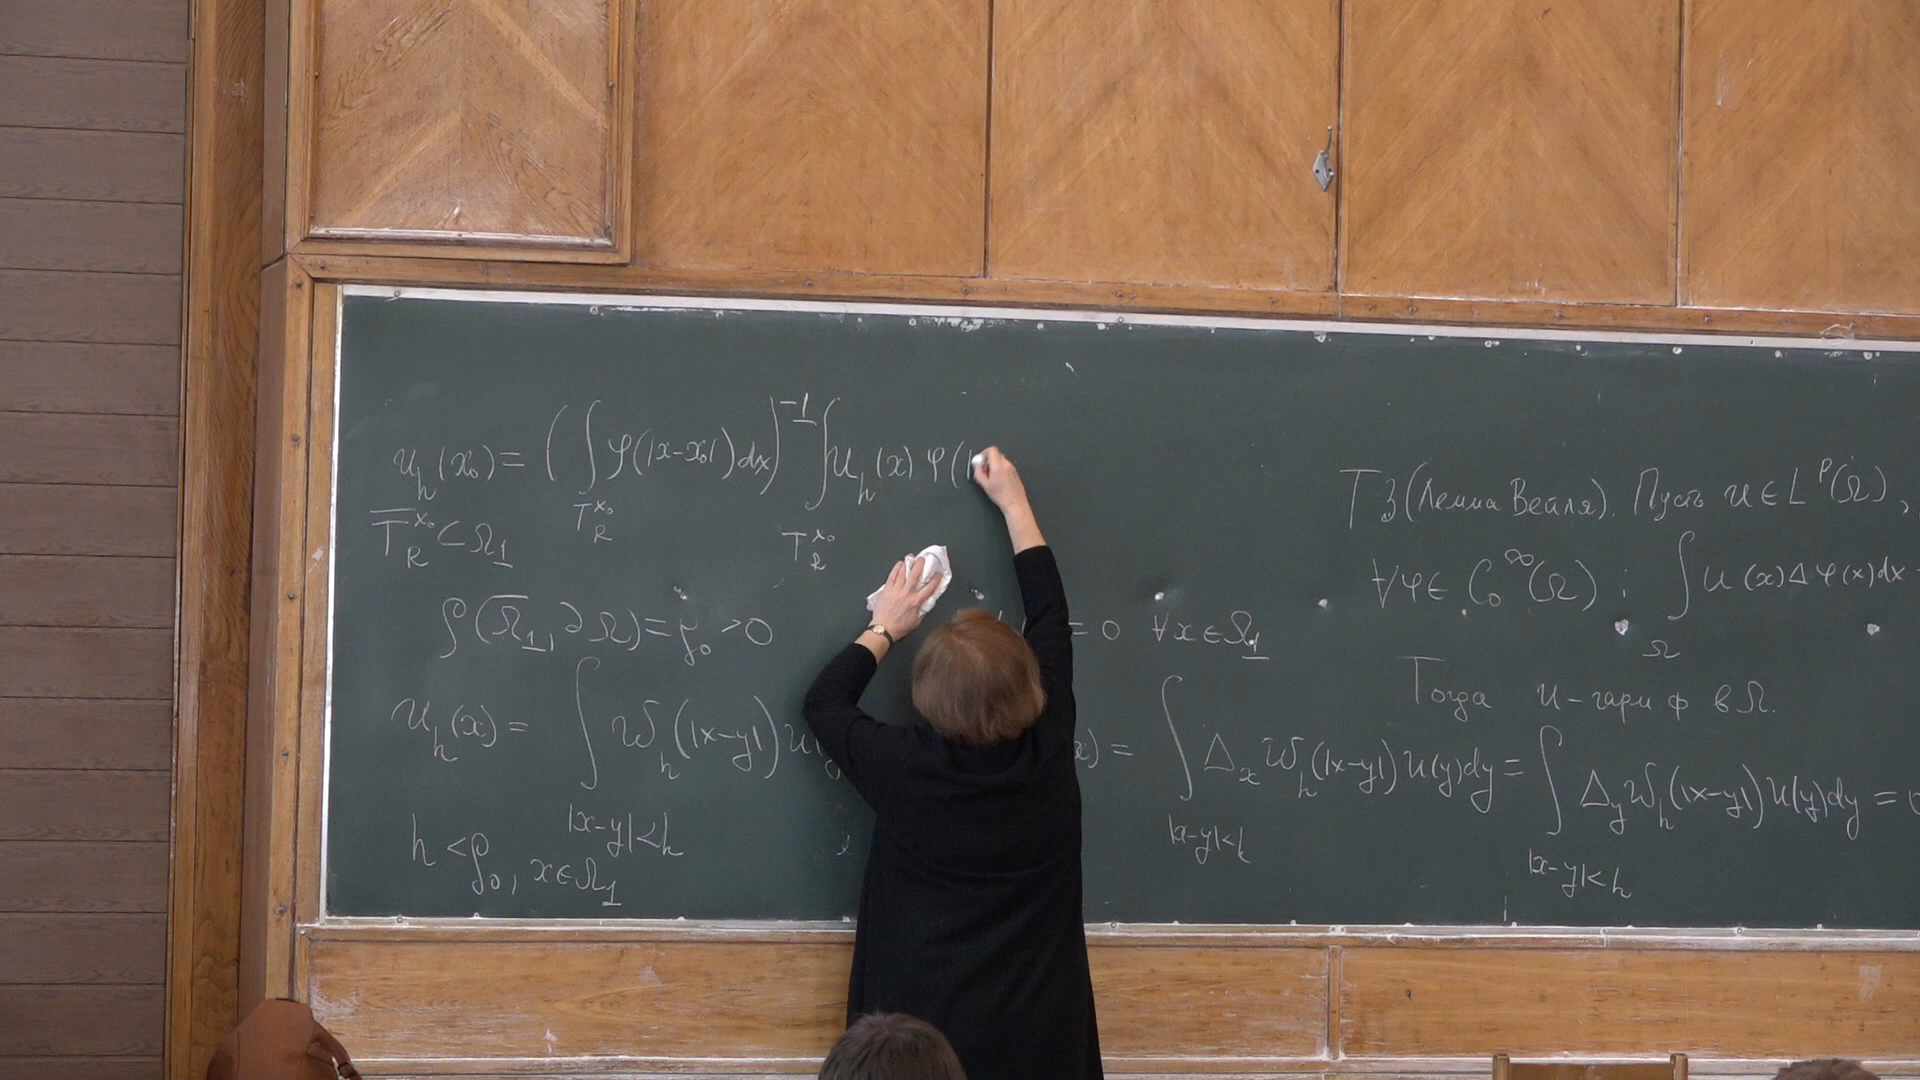 u_h(x_0) = ( ∫_{T_R^{x_0}} φ(|x-x_0|)dx )^{-1} ∫_{T_R^{x_0}} u_h(x) φ(|
\overline{T_R^{x_0}} ⊂ Ω_1
ρ(\overline{Ω_1}, ∂Ω) = ρ_0 > 0
= 0 ∀x∈Ω_1
u_h(x) = ∫_{|x-y|<h} ω_h(|x-y|) u(
x) = ∫_{|x-y|<h} Δ_x ω_h(|x-y|) u(y)dy = ∫_{|x-y|<h} Δ_y ω_h(|x-y|) u(y)dy =
h < ρ_0, x∈Ω_1
Т3 (Лемма Вейля). Пусть u ∈ L^p(Ω),
∀φ ∈ C_0^∞(Ω) : ∫_Ω u(x)Δφ(x)dx
Тогда u – гарм ф в Ω.